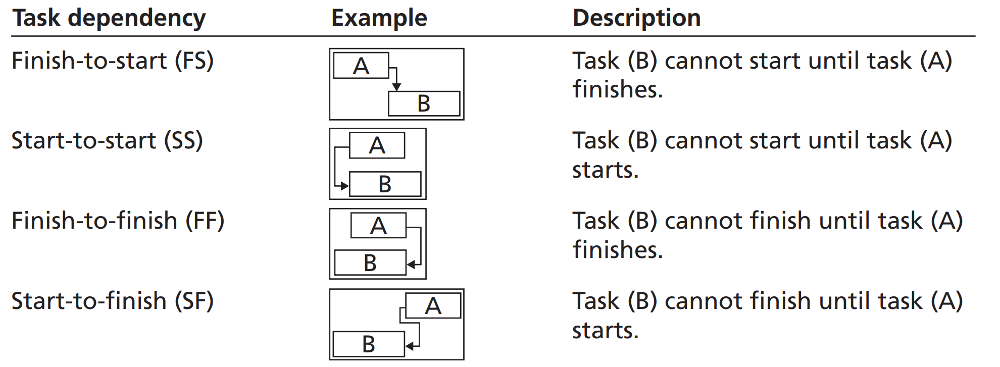 Task dependency Example Description
Finish-to-start (FS) A B Task (B) cannot start until task (A)
finishes.
Start-to-start (SS) A B Task (B) cannot start until task (A)
starts.
Finish-to-finish (FF) A B Task (B) cannot finish until task (A)
finishes.
Start-to-finish (SF) A B Task (B) cannot finish until task (A)
starts.